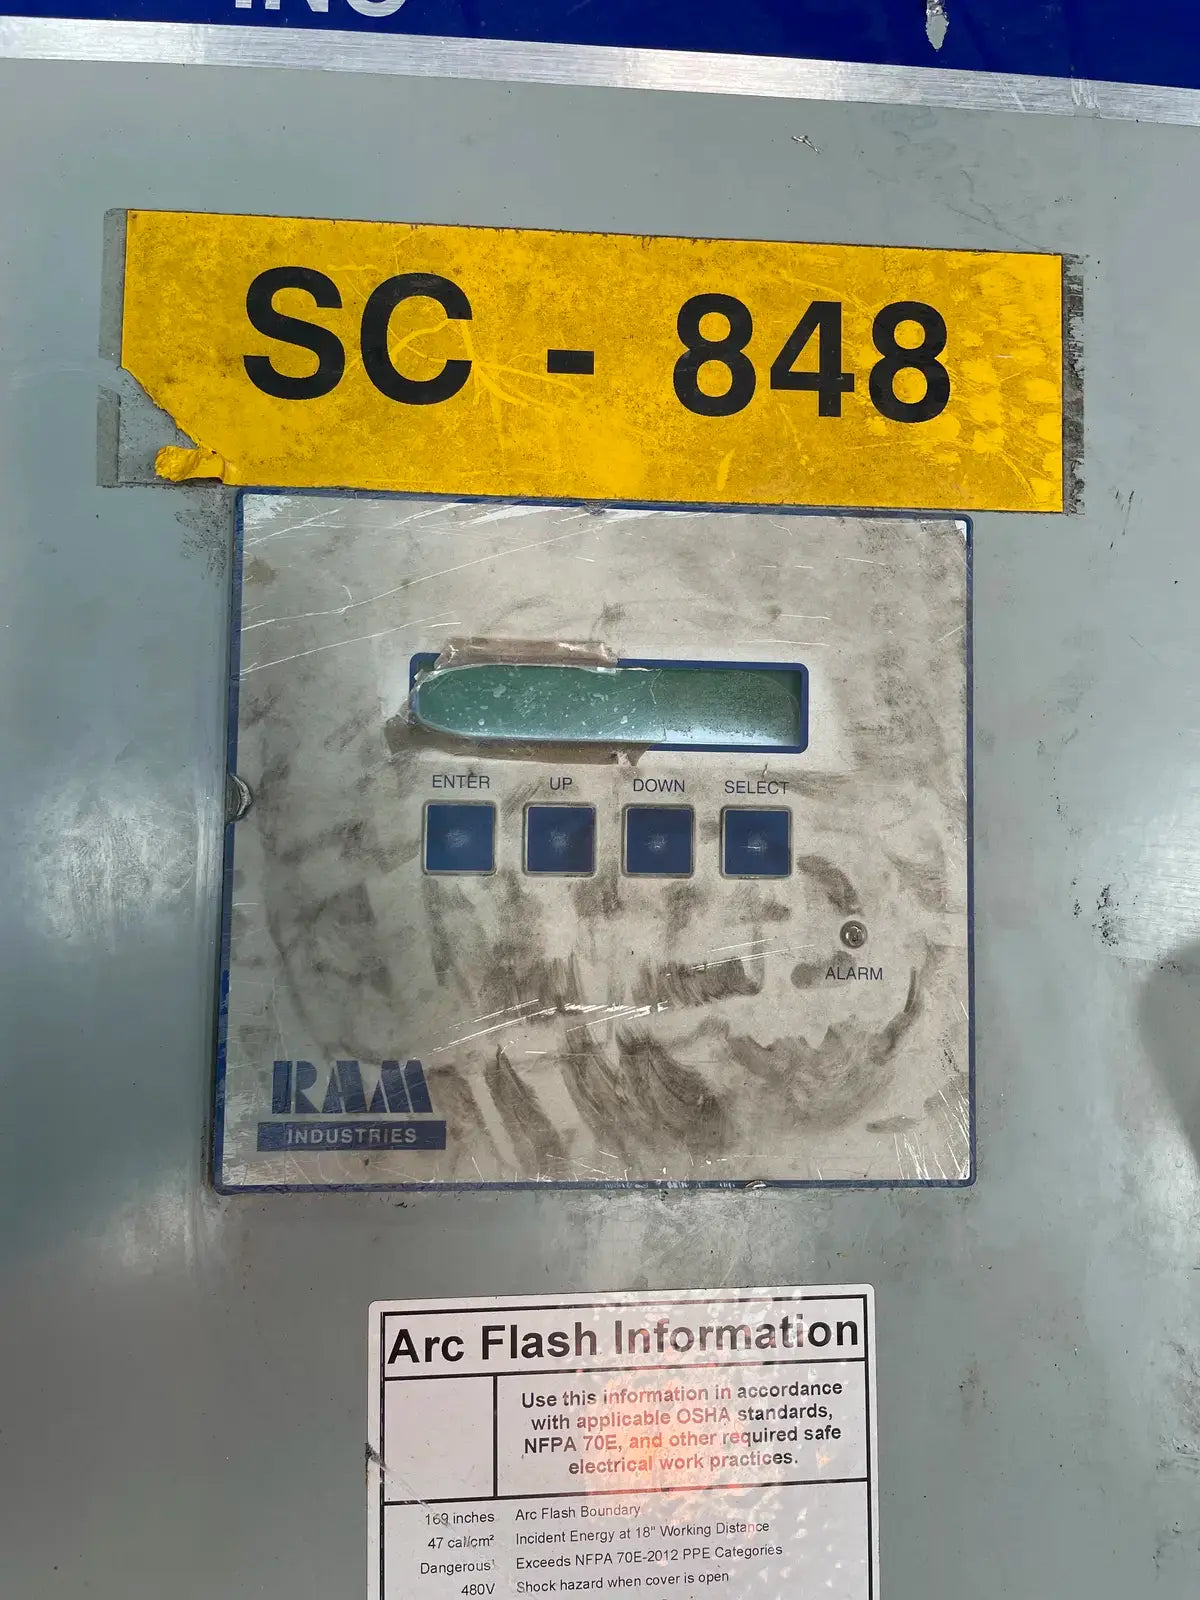 INC
SC - 848
ENTER UP DOWN SELECT
ALARM
RAM
INDUSTRIES
Arc Flash Information
Use this information in accordance
with applicable OSHA standards,
NFPA 70E, and other required safe
electrical work practices.
169 inches Arc Flash Boundary
47 cal/cm² Incident Energy at 18" Working Distance
Dangerous¹ Exceeds NFPA 70E-2012 PPE Categories
480V Shock hazard when cover is open